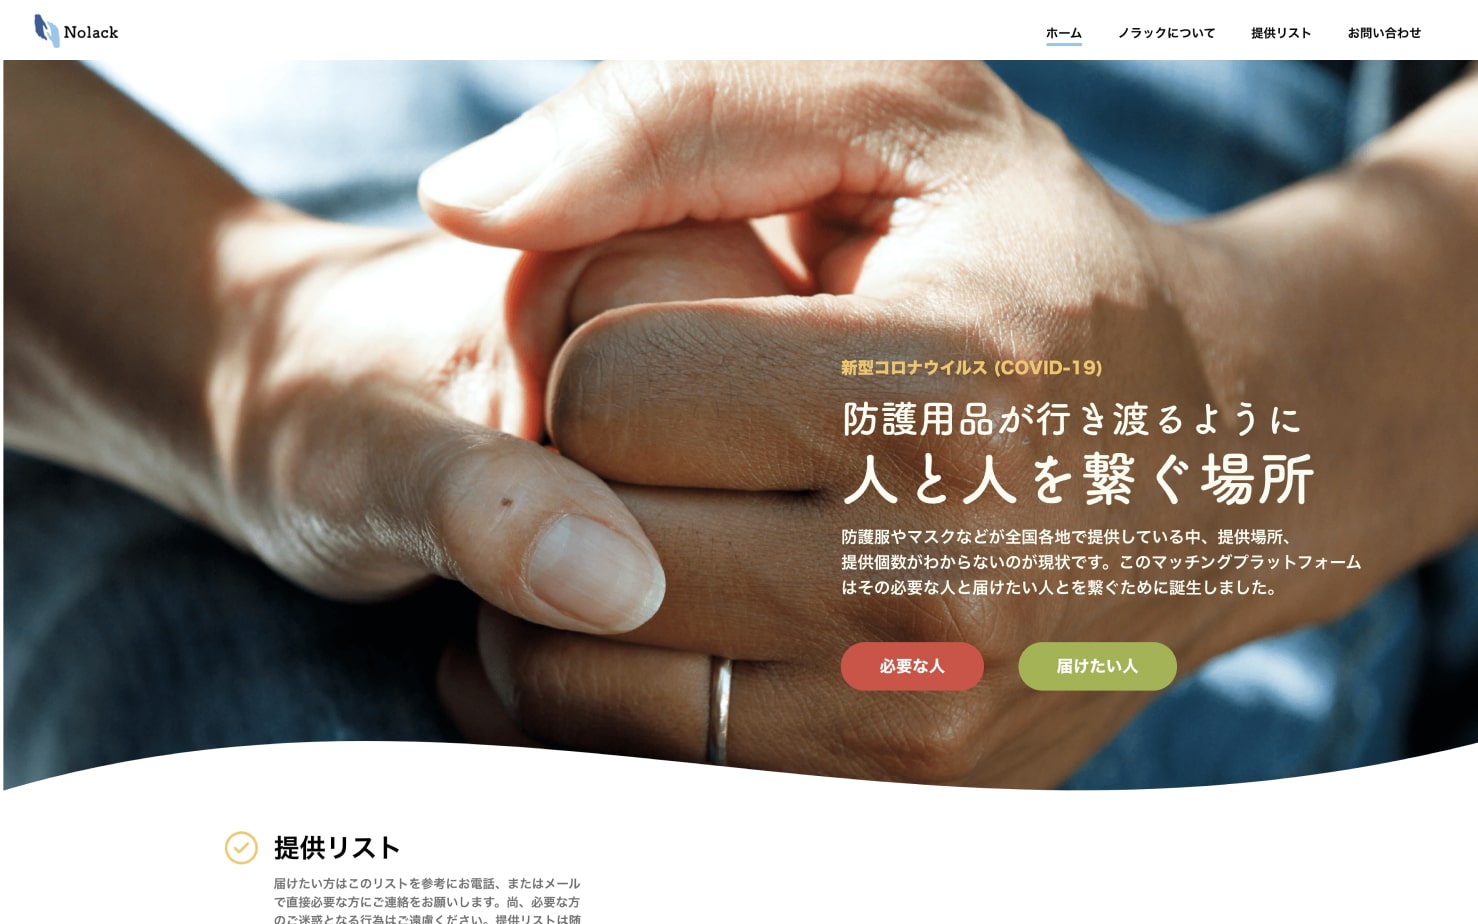 Nolack
ホーム ノラックについて 提供リスト お問い合わせ
新型コロナウイルス (COVID-19)
防護用品が行き渡るように
人と人を繋ぐ場所
防護服やマスクなどが全国各地で提供している中、提供場所、
提供個数がわからないのが現状です。このマッチングプラットフォーム
はその必要な人と届けたい人とを繋ぐために誕生しました。
必要な人 届けたい人
提供リスト
届けたい方はこのリストを参考にお電話、またはメール
で直接必要な方にご連絡をお願いします。尚、必要な方
のご迷惑となる行為はご遠慮ください。提供リストは随